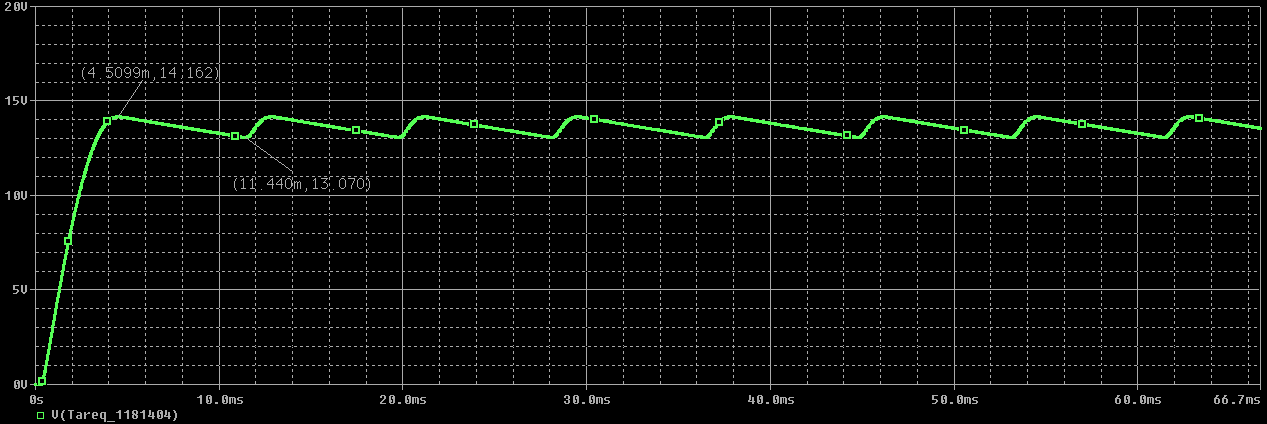 20V
(4.5099m,14.162)
15V
(11.440m,13.070)
10V
5V
0V
0s 10.0ms 20.0ms 30.0ms 40.0ms 50.0ms 60.0ms 66.7ms
V(Tareq_1181404)